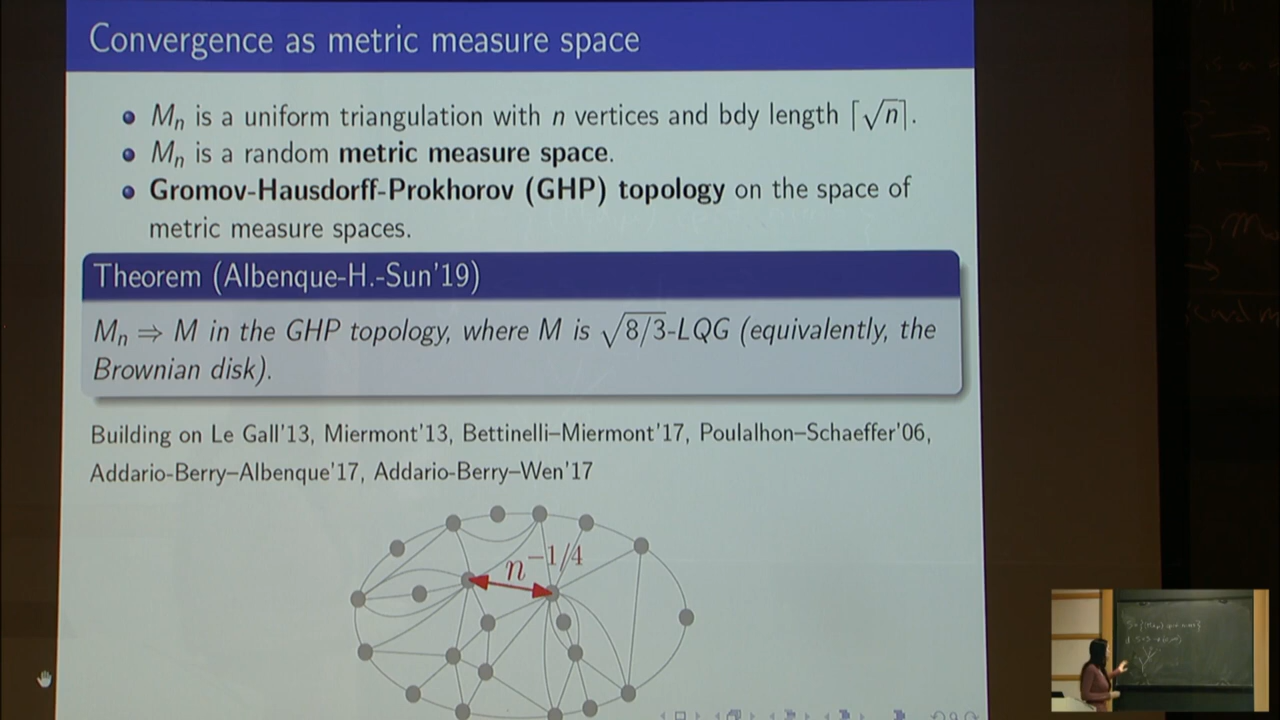 Convergence as metric measure space
M_n is a uniform triangulation with n vertices and bdy length ⌈√n⌉.
M_n is a random metric measure space.
Gromov-Hausdorff-Prokhorov (GHP) topology on the space of
metric measure spaces.
Theorem (Albenque-H.-Sun'19)
M_n ⇒ M in the GHP topology, where M is √8/3-LQG (equivalently, the
Brownian disk).
Building on Le Gall'13, Miermont'13, Bettinelli–Miermont'17, Poulalhon–Schaeffer'06,
Addario-Berry–Albenque'17, Addario-Berry–Wen'17
n^{-1/4}